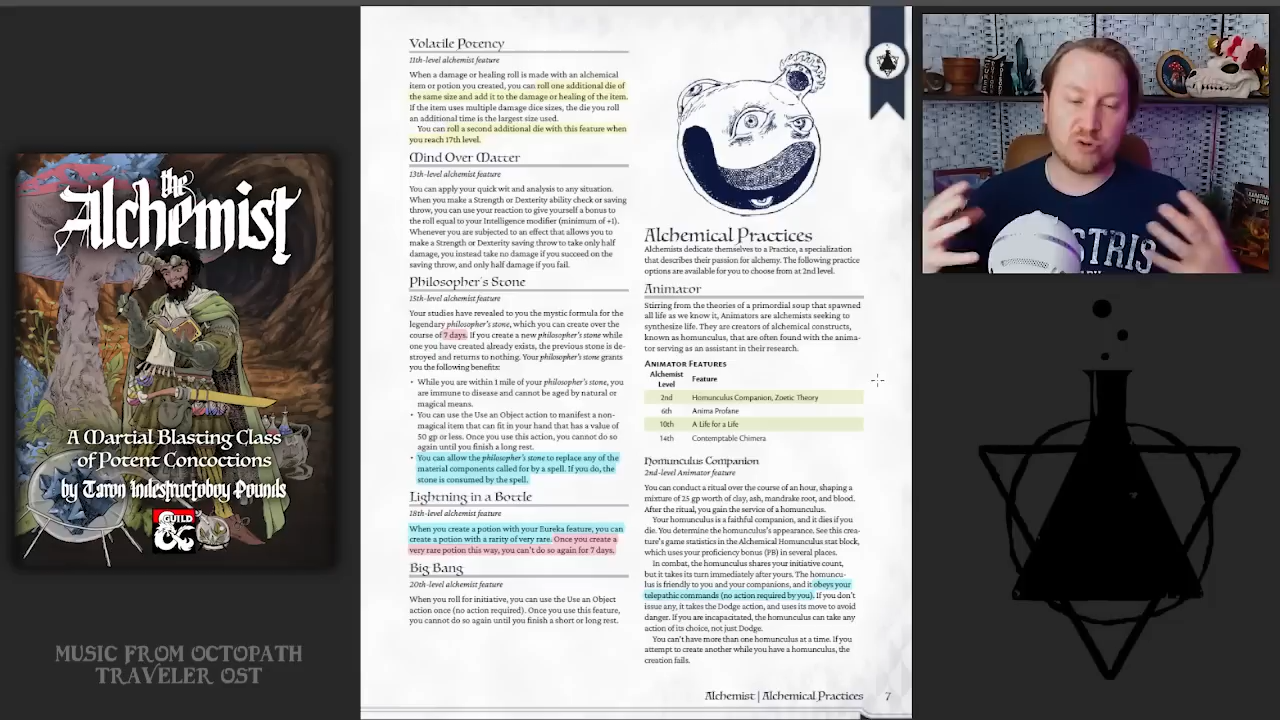 the
Alchemist
A Martial Blasting Class
of Potent Concoctions
by Taron Indestructoboy Pounds
GUILD
MUSIC FROM OCTOPATH
TRAVELER OST
Volatile Potency
11th-level alchemist feature
When a damage or healing roll is made with an alchemical
item or potion you created, you can roll one additional die of
the same size and add it to the damage or healing of the item.
If the item uses multiple damage dice sizes, the die you roll
an additional time is the largest size used.
You can roll a second additional die with this feature when
you reach 17th level.
Mind Over Matter
13th-level alchemist feature
You can apply your quick wit and analysis to any situation.
When you make a Strength or Dexterity ability check or saving
throw, you can use your reaction to give yourself a bonus to
the roll equal to your Intelligence modifier (minimum of +1).
Whenever you are subjected to an effect that allows you to
make a Strength or Dexterity saving throw to take only half
damage, you instead take no damage if you succeed on the
saving throw, and only half damage if you fail.
Philosopher's Stone
15th-level alchemist feature
Your studies have revealed to you the mystic formula for the
legendary philosopher's stone, which you can create over the
course of 7 days. If you create a new philosopher's stone while
one you have created already exists, the previous stone is de-
stroyed and returns to nothing. Your philosopher's stone grants
you the following benefits:
• While you are within 1 mile of your philosopher's stone, you
are immune to disease and cannot be aged by natural or
magical means.
• You can use the Use an Object action to manifest a non-
magical item that can fit in your hand that has a value of
50 gp or less. Once you use this action, you cannot do so
again until you finish a long rest.
• You can allow the philosopher's stone to replace any of the
material components called for by a spell. If you do, the
stone is consumed by the spell.
Lightning in a Bottle
18th-level alchemist feature
When you create a potion with your Eureka feature, you can
create a potion with a rarity of very rare. Once you create a
very rare potion this way, you can't do so again for 7 days.
Big Bang
20th-level alchemist feature
When you roll for initiative, you can use the Use an Object
action once (no action required). Once you use this feature,
you cannot do so again until you finish a short or long rest.
Alchemical Practices
Alchemists dedicate themselves to a Practice, a specialization
that describes their passion for alchemy. The following practice
options are available for you to choose from at 2nd level.
Animator
Stirring from the theories of a primordial soup that spawned
all life as we know it, Animators are alchemists seeking to
synthesize life. They are creators of alchemical constructs,
known as homunculus, that are often found with the anima-
tor serving as an assistant in their research.
ANIMATOR FEATURES
Alchemist
Level Feature
2nd Homunculus Companion, Zoetic Theory
6th Anima Profane
10th A Life for a Life
14th Contemptable Chimera
Homunculus Companion
2nd-level Animator feature
You can conduct a ritual over the course of an hour, shaping a
mixture of 25 gp worth of clay, ash, mandrake root, and blood.
After the ritual, you gain the service of a homunculus.
Your homunculus is a faithful companion, and it dies if you
die. You determine the homunculus's appearance. See this crea-
ture's game statistics in the Alchemical Homunculus stat block,
which uses your proficiency bonus (PB) in several places.
In combat, the homunculus shares your initiative count,
but it takes its turn immediately after yours. The homuncu-
lus is friendly to you and your companions, and it obeys your
telepathic commands (no action required by you). If you don't
issue any, it takes the Dodge action, and uses its move to avoid
danger. If you are incapacitated, the homunculus can take any
action of its choice, not just Dodge.
You can't have more than one homunculus at a time. If you
attempt to create another while you have a homunculus, the
creation fails.
Alchemist | Alchemical Practices 7